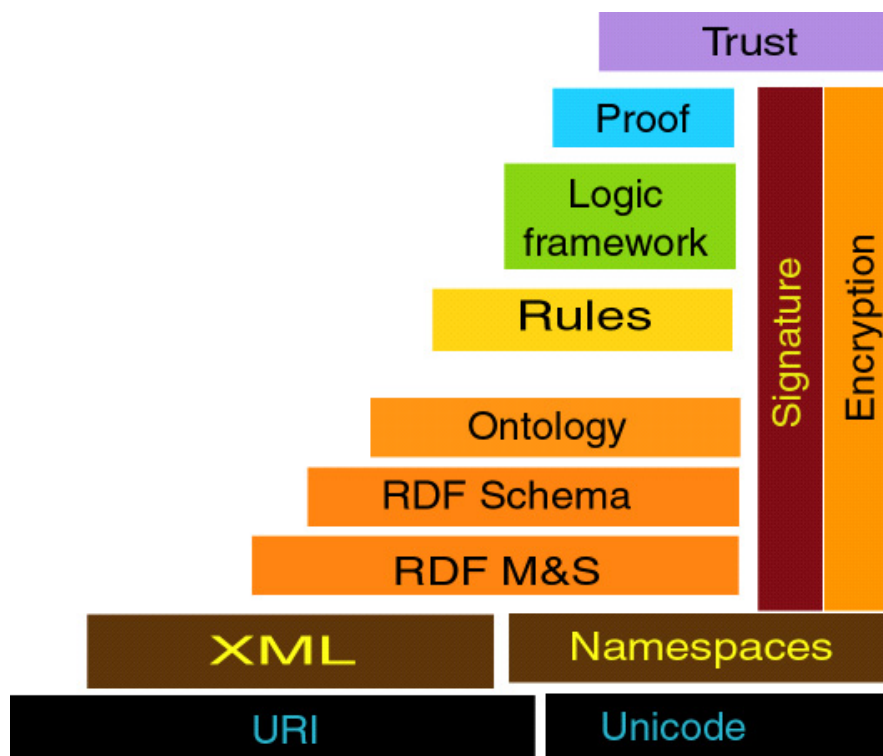 Trust
Proof
Logic
framework
Rules
Ontology
RDF Schema
RDF M&S
Signature
Encryption
XML
Namespaces
URI
Unicode